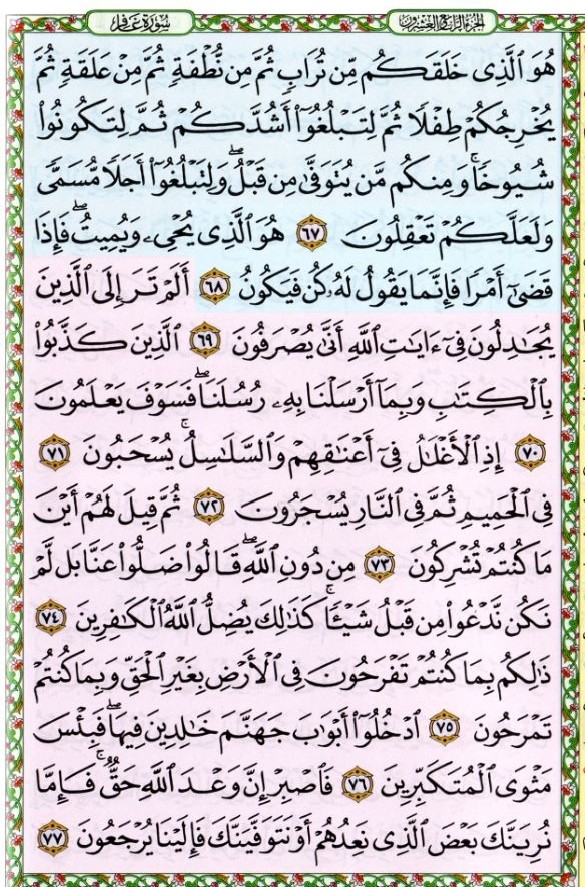 الجزء الرابع والعشرون
سورة غافر
هُوَ ٱلَّذِى خَلَقَكُم مِّن تُرَابٍ ثُمَّ مِن نُّطْفَةٍ ثُمَّ مِنْ عَلَقَةٍ ثُمَّ
يُخْرِجُكُمْ طِفْلًا ثُمَّ لِتَبْلُغُوٓا۟ أَشُدَّكُمْ ثُمَّ لِتَكُونُوا۟
شُيُوخًا ۚ وَمِنكُم مَّن يُتَوَفَّىٰ مِن قَبْلُ ۖ وَلِتَبْلُغُوٓا۟ أَجَلًا مُّسَمًّى
وَلَعَلَّكُمْ تَعْقِلُونَ ٦٧ هُوَ ٱلَّذِى يُحْىِۦ وَيُمِيتُ ۖ فَإِذَا
قَضَىٰٓ أَمْرًا فَإِنَّمَا يَقُولُ لَهُۥ كُن فَيَكُونُ ٦٨ أَلَمْ تَرَ إِلَى ٱلَّذِينَ
يُجَٰدِلُونَ فِىٓ ءَايَٰتِ ٱللَّهِ أَنَّىٰ يُصْرَفُونَ ٦٩ ٱلَّذِينَ كَذَّبُوا۟
بِٱلْكِتَٰبِ وَبِمَآ أَرْسَلْنَا بِهِۦ رُسُلَنَا ۖ فَسَوْفَ يَعْلَمُونَ
٧٠ إِذِ ٱلْأَغْلَٰلُ فِىٓ أَعْنَٰقِهِمْ وَٱلسَّلَٰسِلُ ۚ يُسْحَبُونَ ٧١
فِى ٱلْحَمِيمِ ثُمَّ فِى ٱلنَّارِ يُسْجَرُونَ ٧٢ ثُمَّ قِيلَ لَهُمْ أَيْنَ
مَا كُنتُمْ تُشْرِكُونَ ٧٣ مِن دُونِ ٱللَّهِ ۖ قَالُوا۟ ضَلُّوا۟ عَنَّا بَل لَّمْ
نَكُن نَّدْعُوا۟ مِن قَبْلُ شَيْـًٔا ۚ كَذَٰلِكَ يُضِلُّ ٱللَّهُ ٱلْكَٰفِرِينَ ٧٤
ذَٰلِكُم بِمَا كُنتُمْ تَفْرَحُونَ فِى ٱلْأَرْضِ بِغَيْرِ ٱلْحَقِّ وَبِمَا كُنتُمْ
تَمْرَحُونَ ٧٥ ٱدْخُلُوٓا۟ أَبْوَٰبَ جَهَنَّمَ خَٰلِدِينَ فِيهَا ۖ فَبِئْسَ
مَثْوَى ٱلْمُتَكَبِّرِينَ ٧٦ فَٱصْبِرْ إِنَّ وَعْدَ ٱللَّهِ حَقٌّ ۚ فَإِمَّا
نُرِيَنَّكَ بَعْضَ ٱلَّذِى نَعِدُهُمْ أَوْ نَتَوَفَّيَنَّكَ فَإِلَيْنَا يُرْجَعُونَ ٧٧